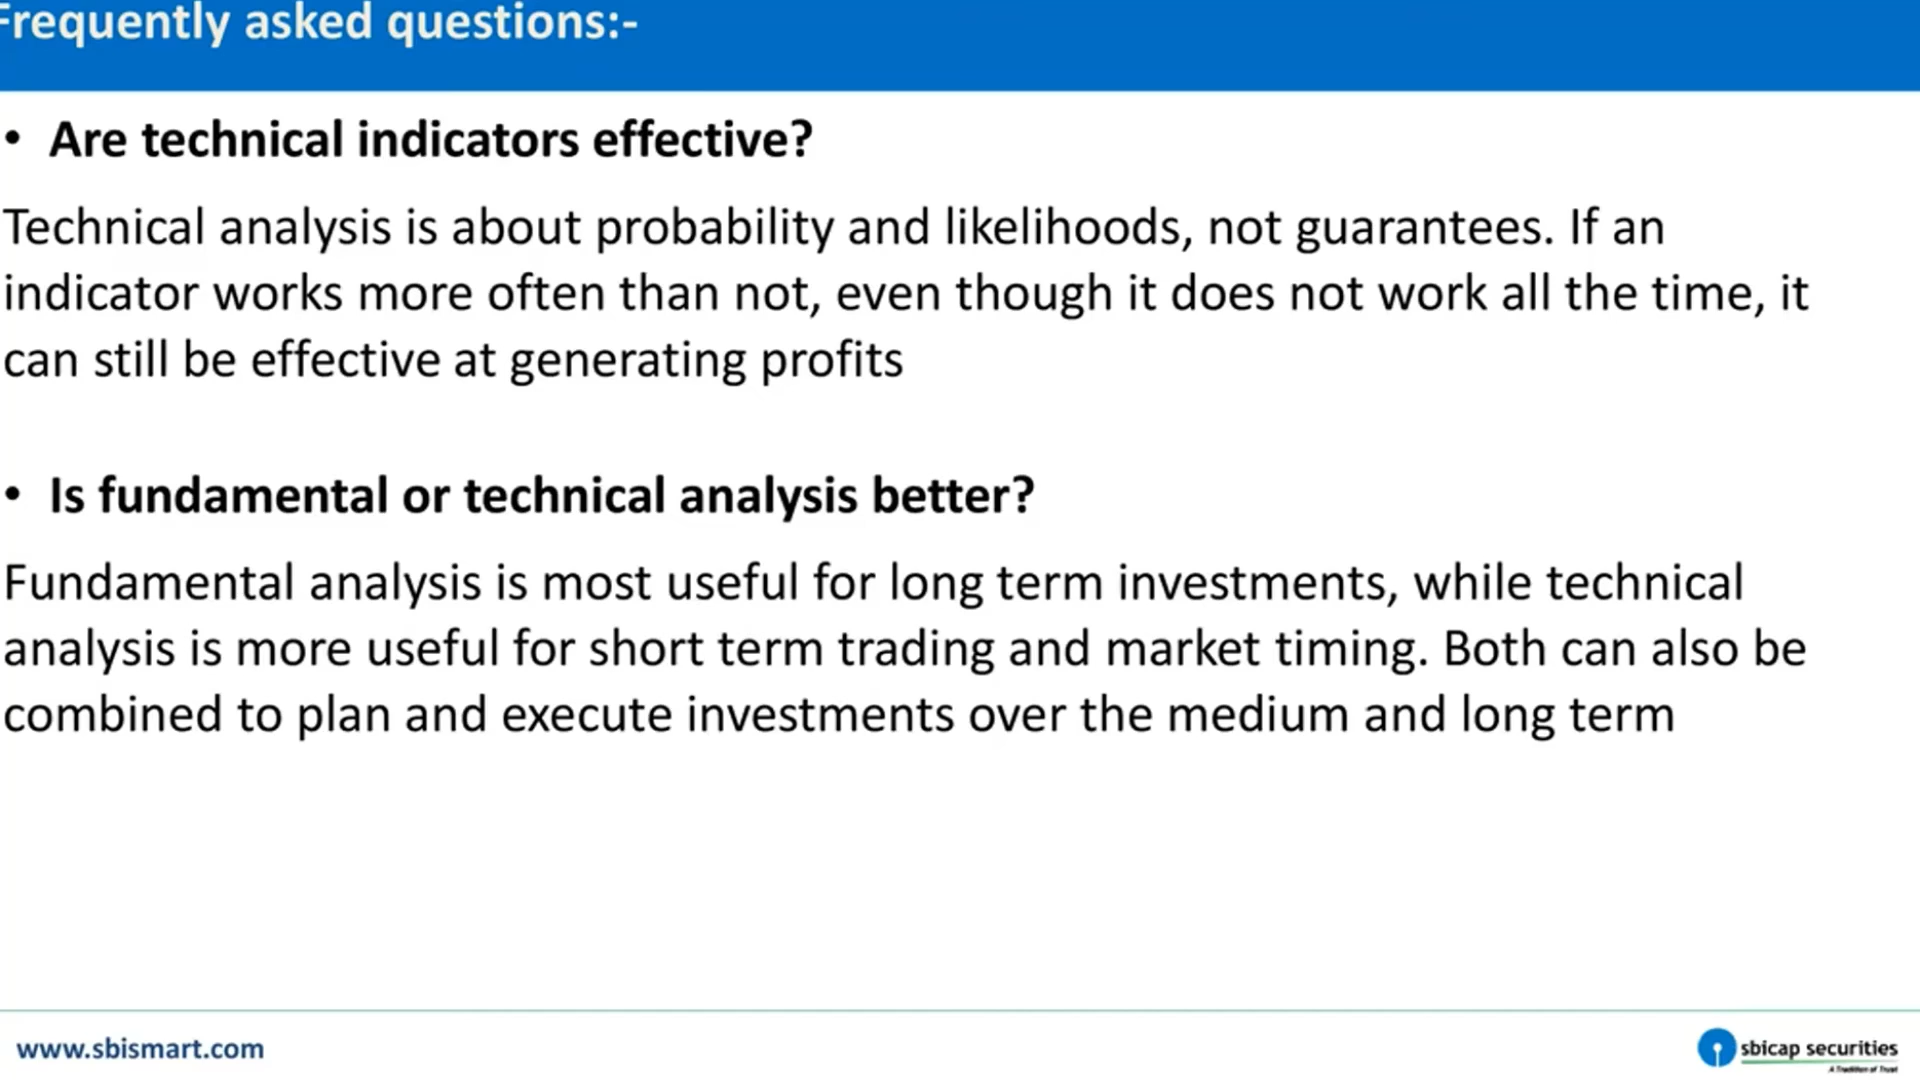 Frequently asked questions:-
• Are technical indicators effective?
Technical analysis is about probability and likelihoods, not guarantees. If an
indicator works more often than not, even though it does not work all the time, it
can still be effective at generating profits
• Is fundamental or technical analysis better?
Fundamental analysis is most useful for long term investments, while technical
analysis is more useful for short term trading and market timing. Both can also be
combined to plan and execute investments over the medium and long term
www.sbismart.com
sbicap securities
A Tradition of Trust